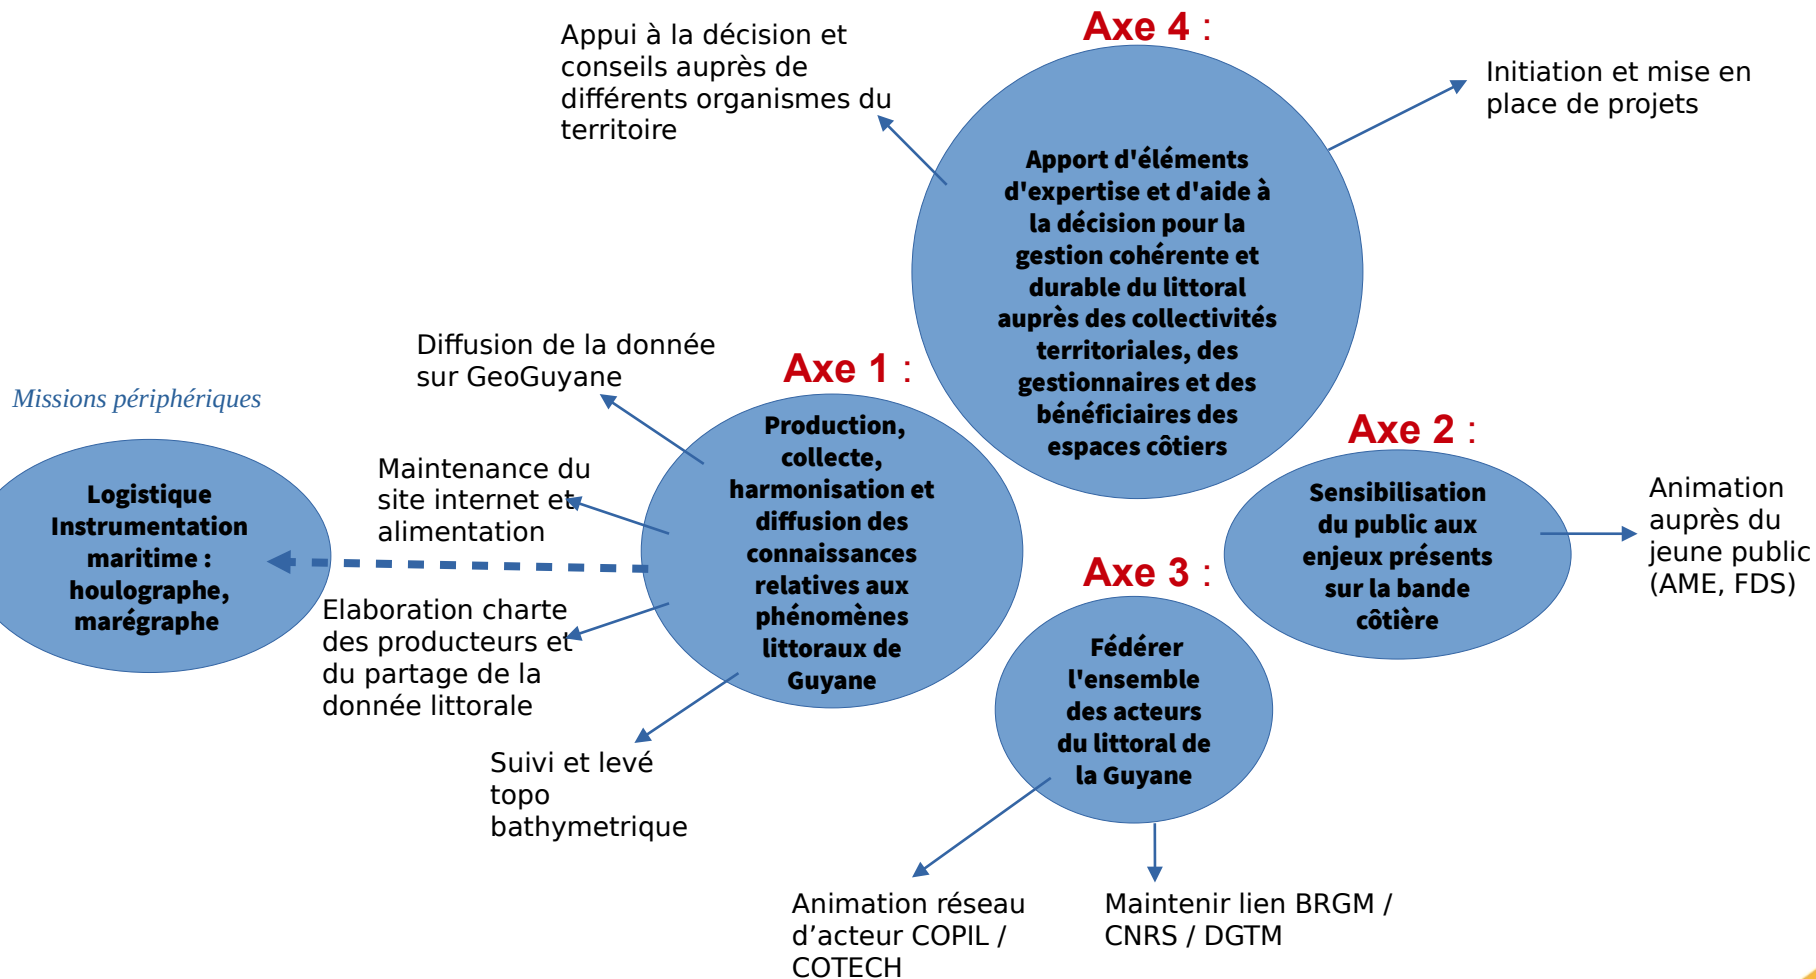 Axe 4 :
Appui à la décision et
conseils auprès de
différents organismes du
territoire
Initiation et mise en
place de projets
Apport d'éléments
d'expertise et d'aide à
la décision pour la
gestion cohérente et
durable du littoral
auprès des collectivités
territoriales, des
gestionnaires et des
bénéficiaires des
espaces côtiers
Diffusion de la donnée
sur GeoGuyane
Axe 1 :
Missions périphériques
Logistique
Instrumentation
maritime :
houlographe,
marégraphe
Maintenance du
site internet et
alimentation
Elaboration charte
des producteurs et
du partage de la
donnée littorale
Suivi et levé
topo
bathymetrique
Production,
collecte,
harmonisation et
diffusion des
connaissances
relatives aux
phénomènes
littoraux de
Guyane
Axe 2 :
Sensibilisation
du public aux
enjeux présents
sur la bande
côtière
Animation
auprès du
jeune public
(AME, FDS)
Axe 3 :
Fédérer
l'ensemble
des acteurs
du littoral de
la Guyane
Animation réseau
d’acteur COPIL /
COTECH
Maintenir lien BRGM /
CNRS / DGTM